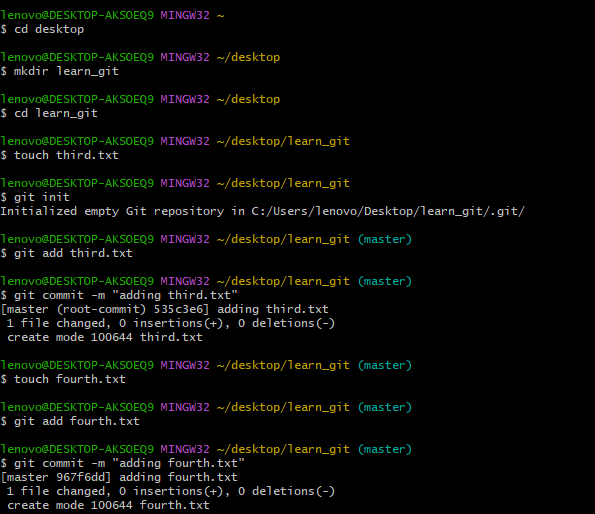 lenovo@DESKTOP-AKSOEQ9 MINGW32 ~
$ cd desktop
lenovo@DESKTOP-AKSOEQ9 MINGW32 ~/desktop
$ mkdir learn_git
lenovo@DESKTOP-AKSOEQ9 MINGW32 ~/desktop
$ cd learn_git
lenovo@DESKTOP-AKSOEQ9 MINGW32 ~/desktop/learn_git
$ touch third.txt
lenovo@DESKTOP-AKSOEQ9 MINGW32 ~/desktop/learn_git
$ git init
Initialized empty Git repository in C:/Users/lenovo/Desktop/learn_git/.git/
lenovo@DESKTOP-AKSOEQ9 MINGW32 ~/desktop/learn_git (master)
$ git add third.txt
lenovo@DESKTOP-AKSOEQ9 MINGW32 ~/desktop/learn_git (master)
$ git commit -m "adding third.txt"
[master (root-commit) 535c3e6] adding third.txt
1 file changed, 0 insertions(+), 0 deletions(-)
create mode 100644 third.txt
lenovo@DESKTOP-AKSOEQ9 MINGW32 ~/desktop/learn_git (master)
$ touch fourth.txt
lenovo@DESKTOP-AKSOEQ9 MINGW32 ~/desktop/learn_git (master)
$ git add fourth.txt
lenovo@DESKTOP-AKSOEQ9 MINGW32 ~/desktop/learn_git (master)
$ git commit -m "adding fourth.txt"
[master 967f6dd] adding fourth.txt
1 file changed, 0 insertions(+), 0 deletions(-)
create mode 100644 fourth.txt